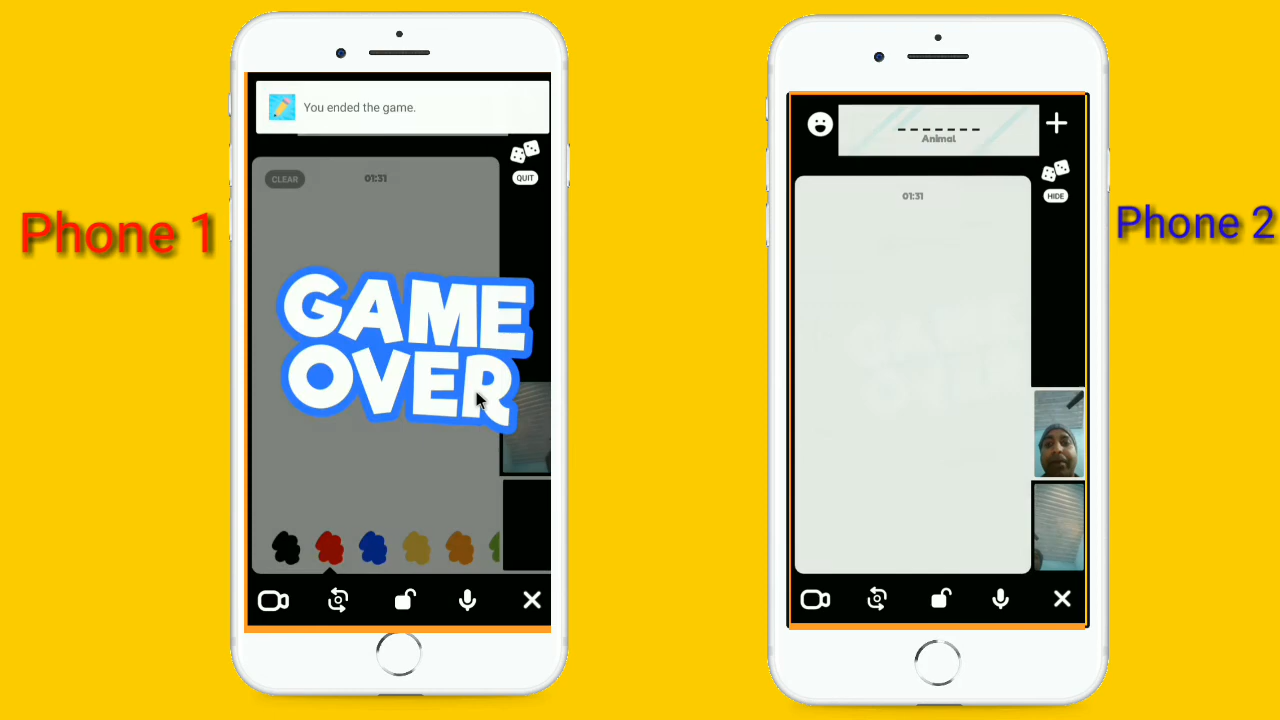 Phone 1
You ended the game.
QUIT
CLEAR
01:31
GAME
OVER
_ _ _ _ _ _ _
Animal
01:31
HIDE
Phone 2